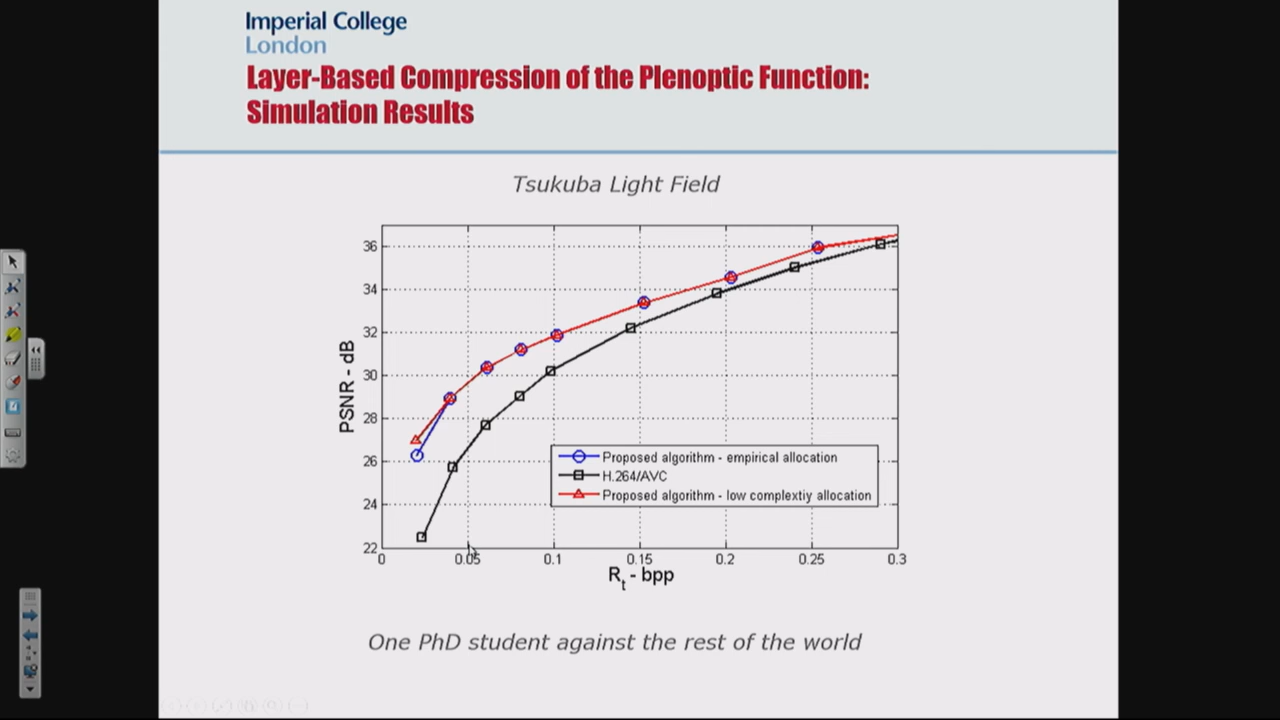 Imperial College
London
Layer-Based Compression of the Plenoptic Function:
Simulation Results
Tsukuba Light Field
PSNR - dB
36
34
32
30
28
26
24
22
Proposed algorithm - empirical allocation
H.264/AVC
Proposed algorithm - low complextiy allocation
0 0.05 0.1 0.15 0.2 0.25 0.3
Rt - bpp
One PhD student against the rest of the world